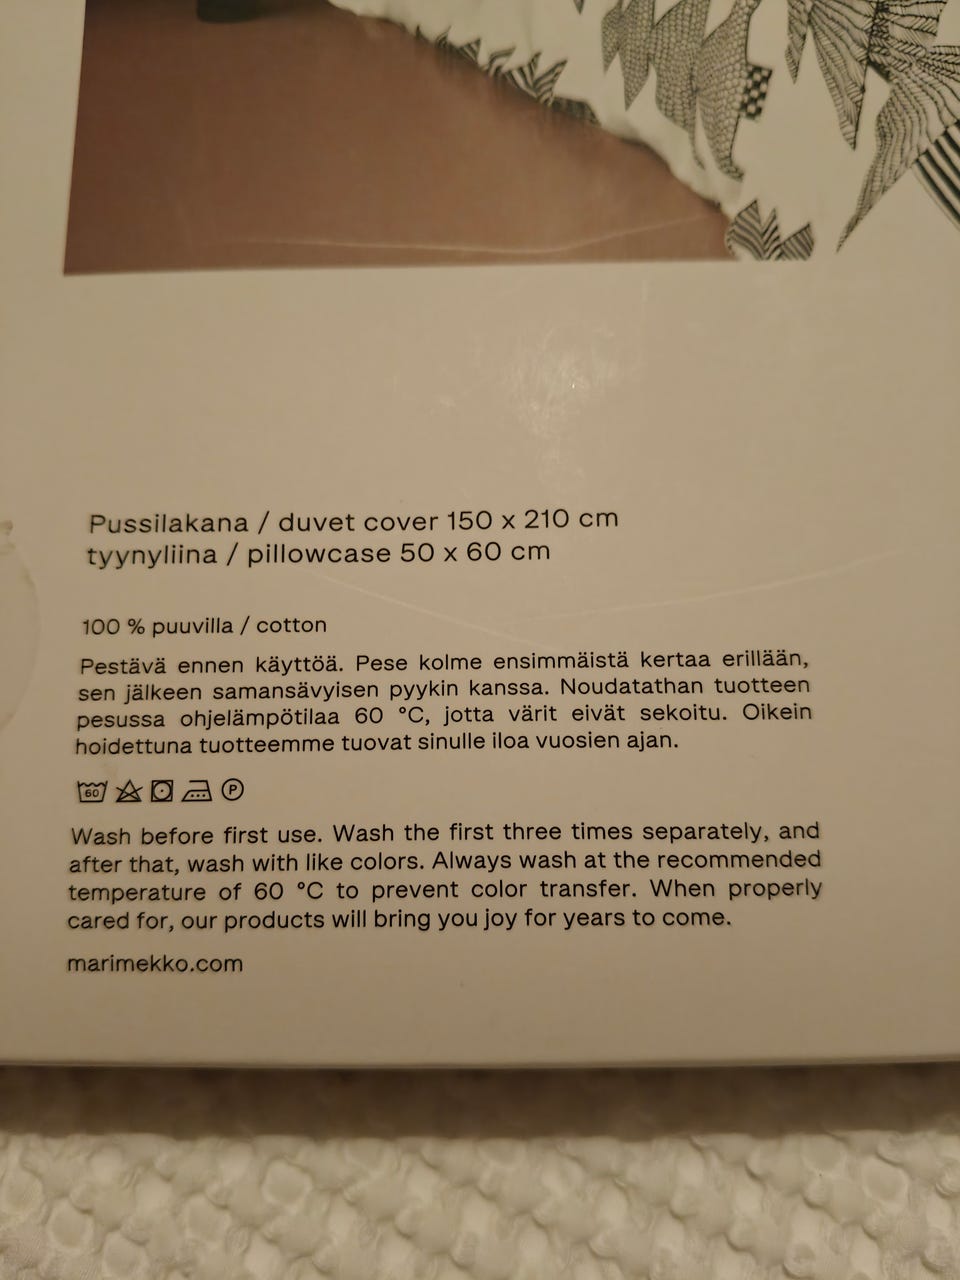 Pussilakana / duvet cover 150 x 210 cm
tyynyliina / pillowcase 50 x 60 cm
100 % puuvilla / cotton
Pestävä ennen käyttöä. Pese kolme ensimmäistä kertaa erillään,
sen jälkeen samansävyisen pyykin kanssa. Noudatathan tuotteen
pesussa ohjelämpötilaa 60 °C, jotta värit eivät sekoitu. Oikein
hoidettuna tuotteemme tuovat sinulle iloa vuosien ajan.
60 P
Wash before first use. Wash the first three times separately, and
after that, wash with like colors. Always wash at the recommended
temperature of 60 °C to prevent color transfer. When properly
cared for, our products will bring you joy for years to come.
marimekko.com